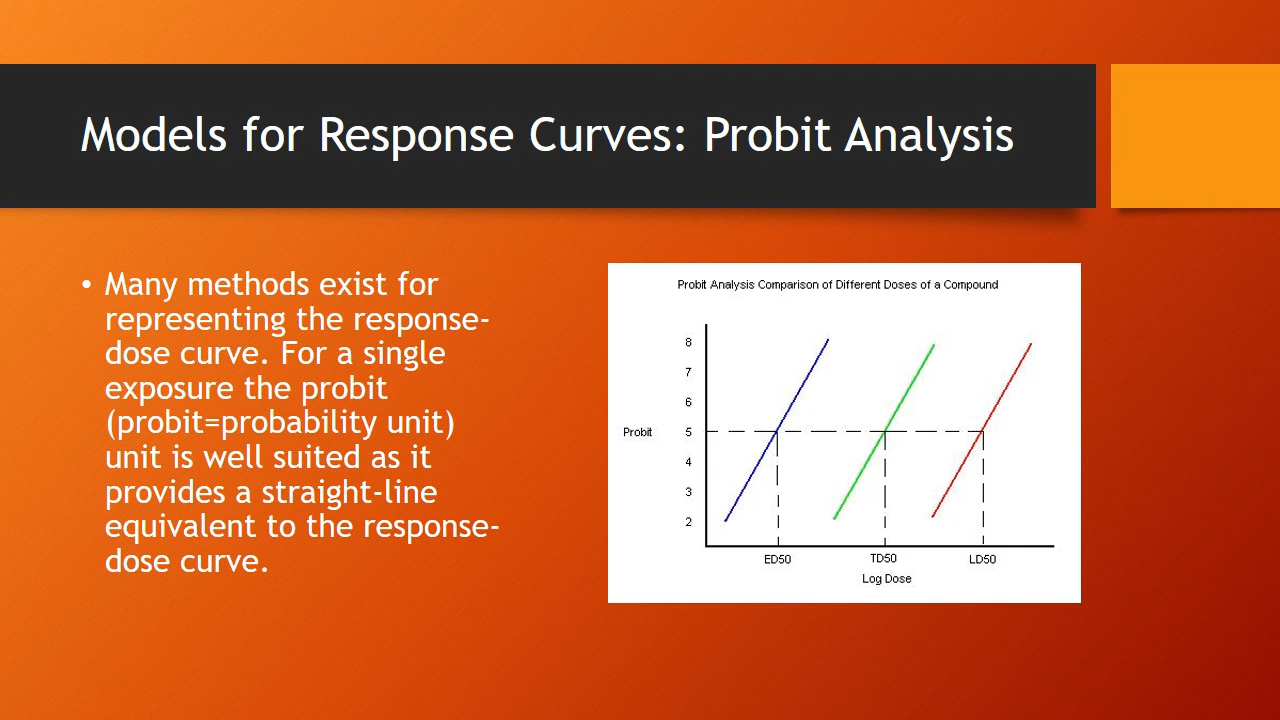 Models for Response Curves: Probit Analysis
• Many methods exist for
representing the response-
dose curve. For a single
exposure the probit
(probit=probability unit)
unit is well suited as it
provides a straight-line
equivalent to the response-
dose curve.
Probit Analysis Comparison of Different Doses of a Compound
8
7
6
Probit 5
4
3
2
ED50 TD50 LD50
Log Dose